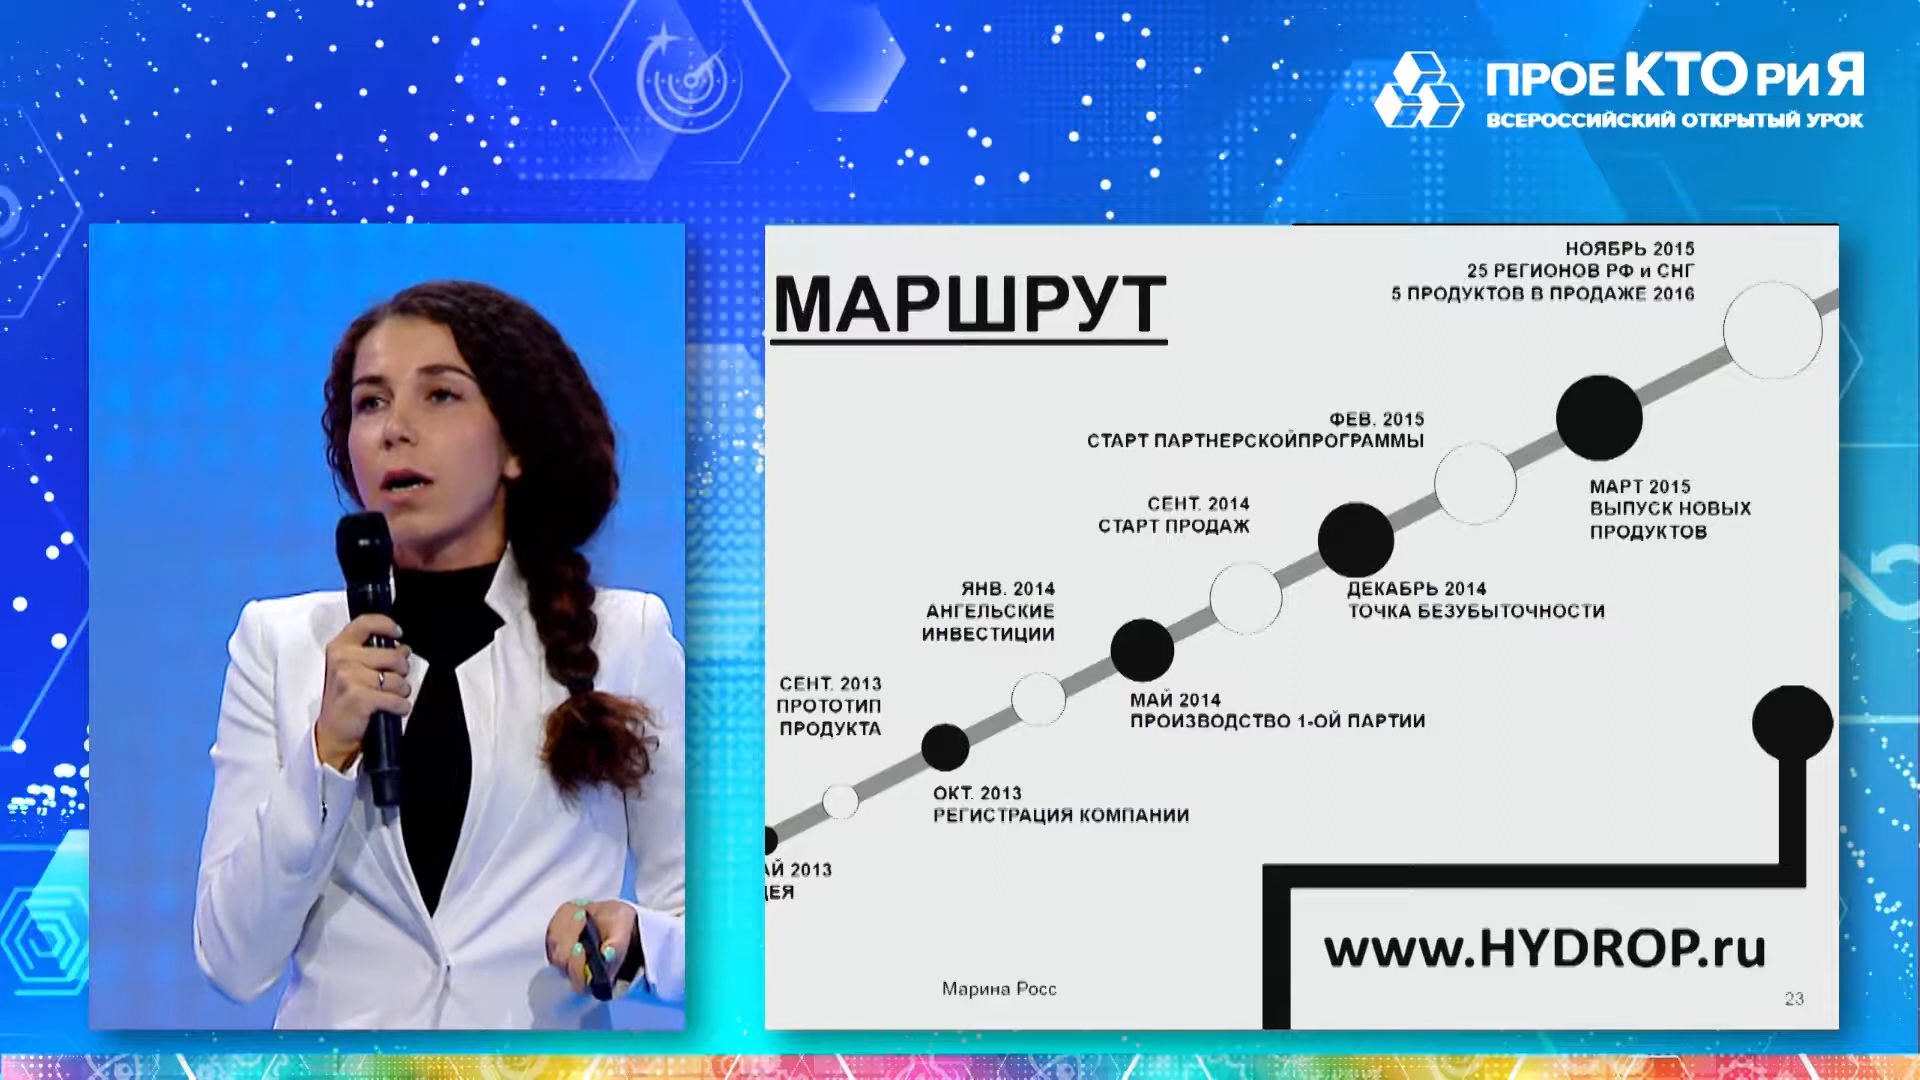 ПРОЕКТОРИЯ
ВСЕРОССИЙСКИЙ ОТКРЫТЫЙ УРОК
МАРШРУТ
НОЯБРЬ 2015
25 РЕГИОНОВ РФ и СНГ
5 ПРОДУКТОВ В ПРОДАЖЕ 2016
ФЕВ. 2015
СТАРТ ПАРТНЕРСКОЙПРОГРАММЫ
МАРТ 2015
ВЫПУСК НОВЫХ
ПРОДУКТОВ
СЕНТ. 2014
СТАРТ ПРОДАЖ
ДЕКАБРЬ 2014
ТОЧКА БЕЗУБЫТОЧНОСТИ
ЯНВ. 2014
АНГЕЛЬСКИЕ
ИНВЕСТИЦИИ
МАЙ 2014
ПРОИЗВОДСТВО 1-ОЙ ПАРТИИ
СЕНТ. 2013
ПРОТОТИП
ПРОДУКТА
ОКТ. 2013
РЕГИСТРАЦИЯ КОМПАНИИ
АЙ 2013
ДЕЯ
www.HYDROP.ru
Марина Росс
23